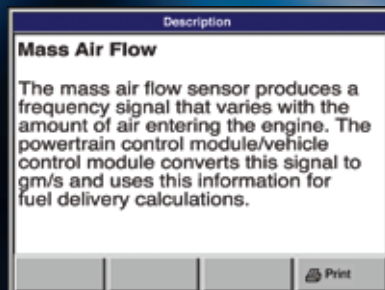 Description
Mass Air Flow
The mass air flow sensor produces a
frequency signal that varies with the
amount of air entering the engine. The
powertrain control module/vehicle
control module converts this signal to
gm/s and uses this information for
fuel delivery calculations.
Print